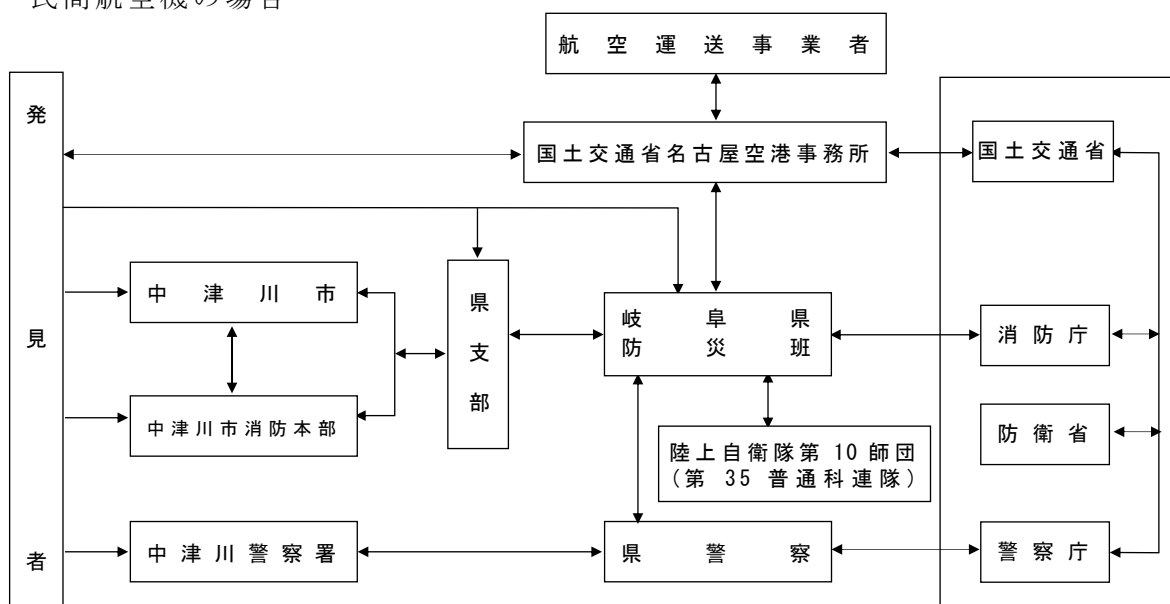 民間航空機の場合
航空運送事業者
国土交通省名古屋空港事務所
国土交通省
発見者
中津川市
県支部
岐阜県
防災班
消防庁
中津川市消防本部
防衛省
陸上自衛隊第10師団
(第35普通科連隊)
中津川警察署
県警察
警察庁